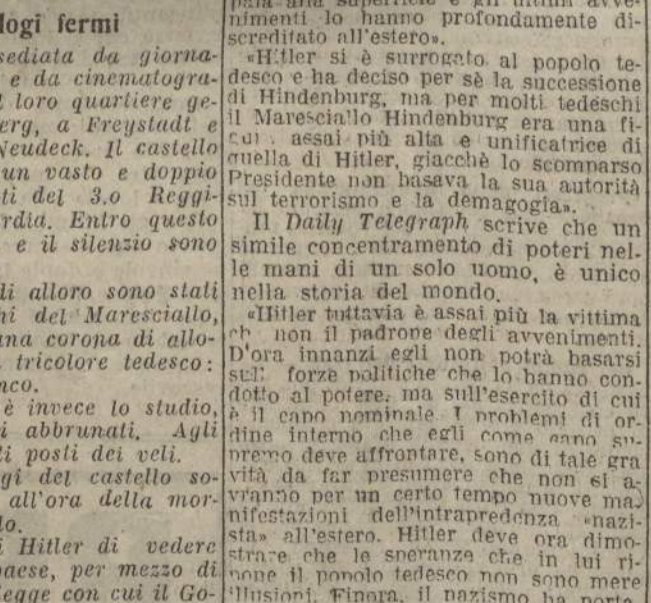 logi fermi
sediata da giorna-
e da cinematogra-
loro quartiere ge-
erg, a Freystadt e
Neudeck. Il castello
un vasto e doppio
ti del 3.o Reggi-
rdia. Entro questo
e il silenzio sono
di alloro sono stati
ni del Maresciallo,
una corona di allo-
tricolore tedesco:
nco.
è invece lo studio,
i abbrunati. Agli
ti posti dei veli.
gi del castello so-
all'ora della mor-
lo.
i Hitler di vedere
paese, per mezzo di
legge con cui il Go-
nimenti lo hanno profondamente di-
screditato all'estero».
«Hitler si è surrogato al popolo te-
desco e ha deciso per sè la successione
di Hindenburg, ma per molti tedeschi
il Maresciallo Hindenburg era una fi-
assai più alta e unificatrice di
quella di Hitler, giacchè lo scomparso
Presidente non basava la sua autorità
sul terrorismo e la demagogia».
Il Daily Telegraph scrive che un
simile concentramento di poteri nel-
le mani di un solo uomo, è unico
nella storia del mondo.
«Hitler tuttavia è assai più la vittima
ch non il padrone degli avvenimenti.
D'ora innanzi egli non potrà basarsi
forze politiche che lo hanno con-
dotto al potere, ma sull'esercito di cui
è il capo nominale. I problemi di or-
dine interno che egli come capo su-
premo deve affrontare, sono di tale gra
vità da far presumere che non si a-
vranno per un certo tempo nuove ma
nifestazioni dell'intrapredenza «nazi-
sta» all'estero. Hitler deve ora dimo-
strare che le speranze che in lui ri-
pone il popolo tedesco non sono mere
illusioni. Finora, il nazismo ha porta